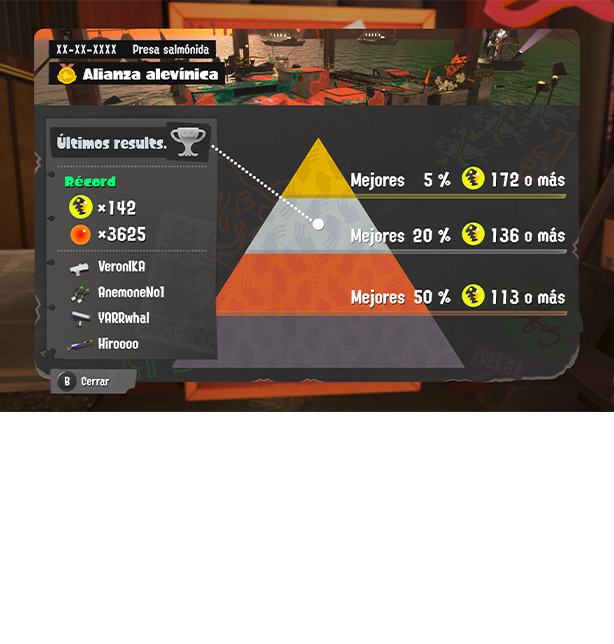 XX-XX-XXXX Presa salmónida
Alianza alevínica
Últimos results.
Récord
×142
×3625
VeronIKA
AnemoneNo1
YARRwhal
Hiroooo
Mejores 5 % 172 o más
Mejores 20 % 136 o más
Mejores 50 % 113 o más
B Cerrar